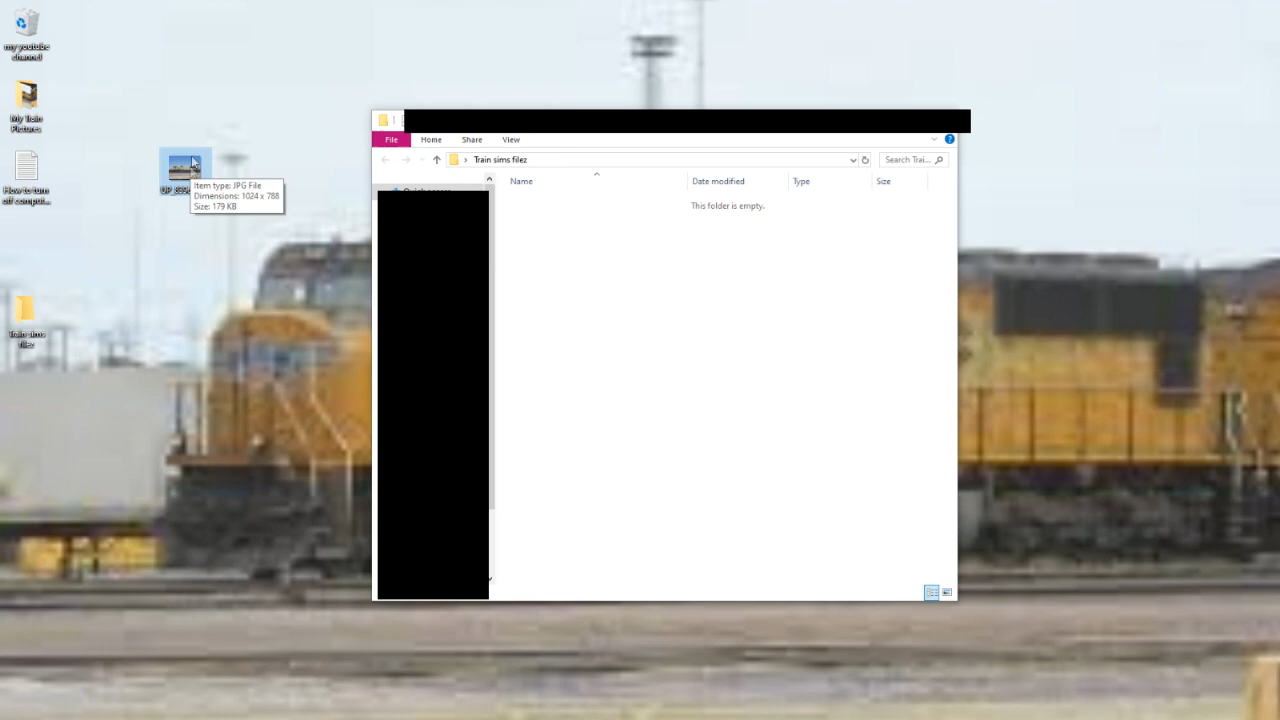 my youtube
channel
My Train
Pictures
How to turn
off comput...
Train sims
filez
Item type: JPG File
Dimensions: 1024 x 788
Size: 179 KB
File
Home
Share
View
Train sims filez
Search Trai...
Name
Date modified
Type
Size
This folder is empty.